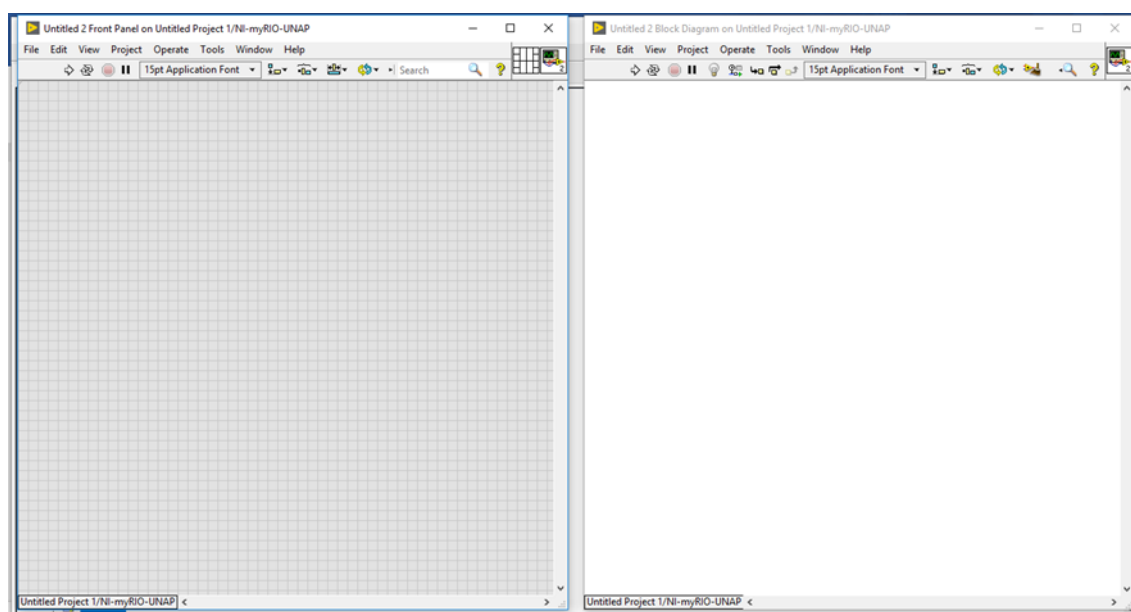 Untitled 2 Front Panel on Untitled Project 1/NI-myRIO-UNAP
File Edit View Project Operate Tools Window Help
15pt Application Font Search
2
Untitled Project 1/NI-myRIO-UNAP
Untitled 2 Block Diagram on Untitled Project 1/NI-myRIO-UNAP
File Edit View Project Operate Tools Window Help
15pt Application Font
2
Untitled Project 1/NI-myRIO-UNAP